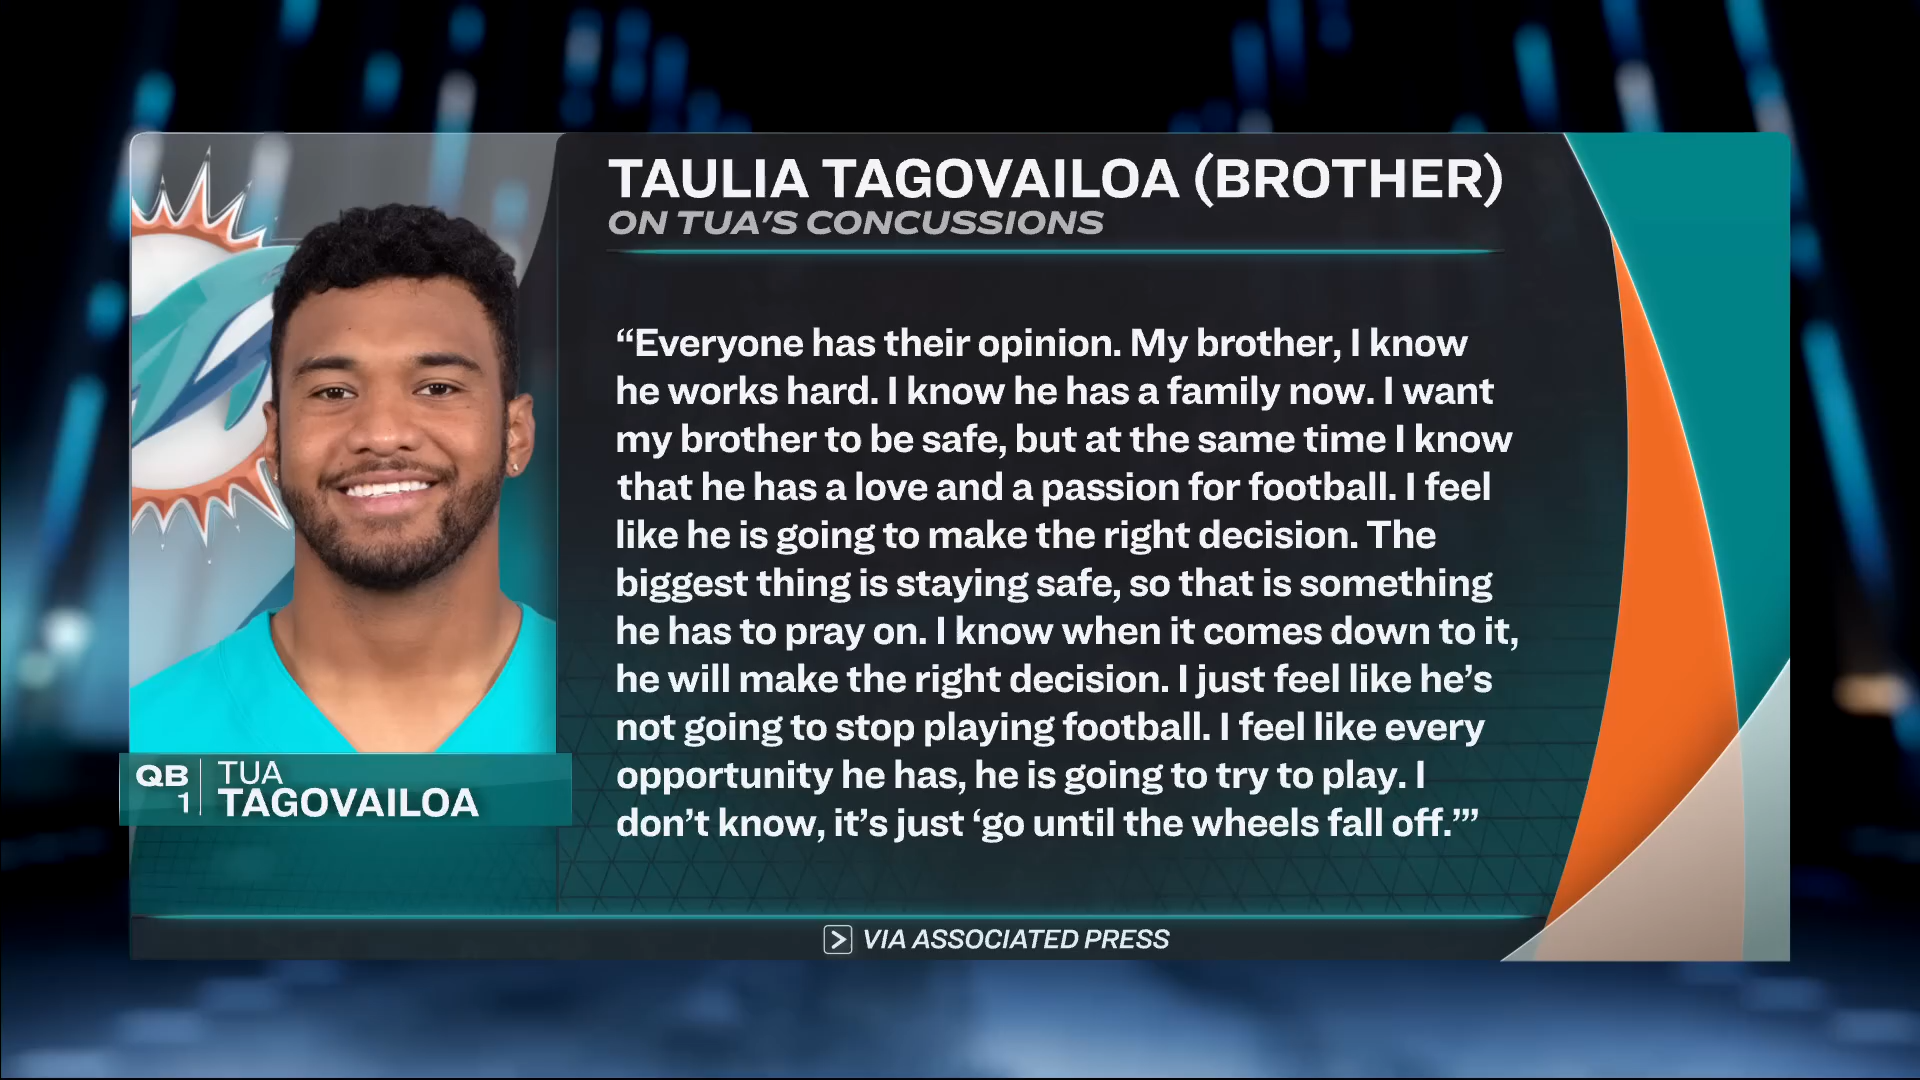 TAULIA TAGOVAILOA (BROTHER)
ON TUA’S CONCUSSIONS
“Everyone has their opinion. My brother, I know
he works hard. I know he has a family now. I want
my brother to be safe, but at the same time I know
that he has a love and a passion for football. I feel
like he is going to make the right decision. The
biggest thing is staying safe, so that is something
he has to pray on. I know when it comes down to it,
he will make the right decision. I just feel like he’s
not going to stop playing football. I feel like every
opportunity he has, he is going to try to play. I
don’t know, it’s just ‘go until the wheels fall off.’”
QB
1
TUA
TAGOVAILOA
VIA ASSOCIATED PRESS